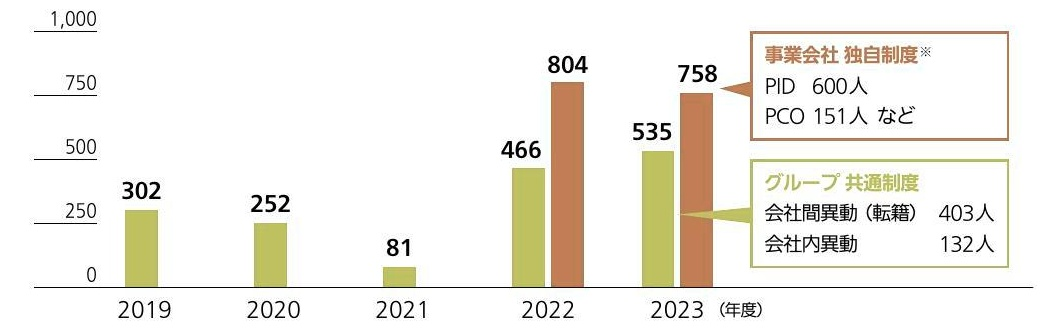 1,000
750
500
250
0
302
252
81
466
804
535
758
2019
2020
2021
2022
2023 (年度)
事業会社 独自制度※
PID 600人
PCO 151人 など
グループ 共通制度
会社間異動（転籍） 403人
会社内異動 132人